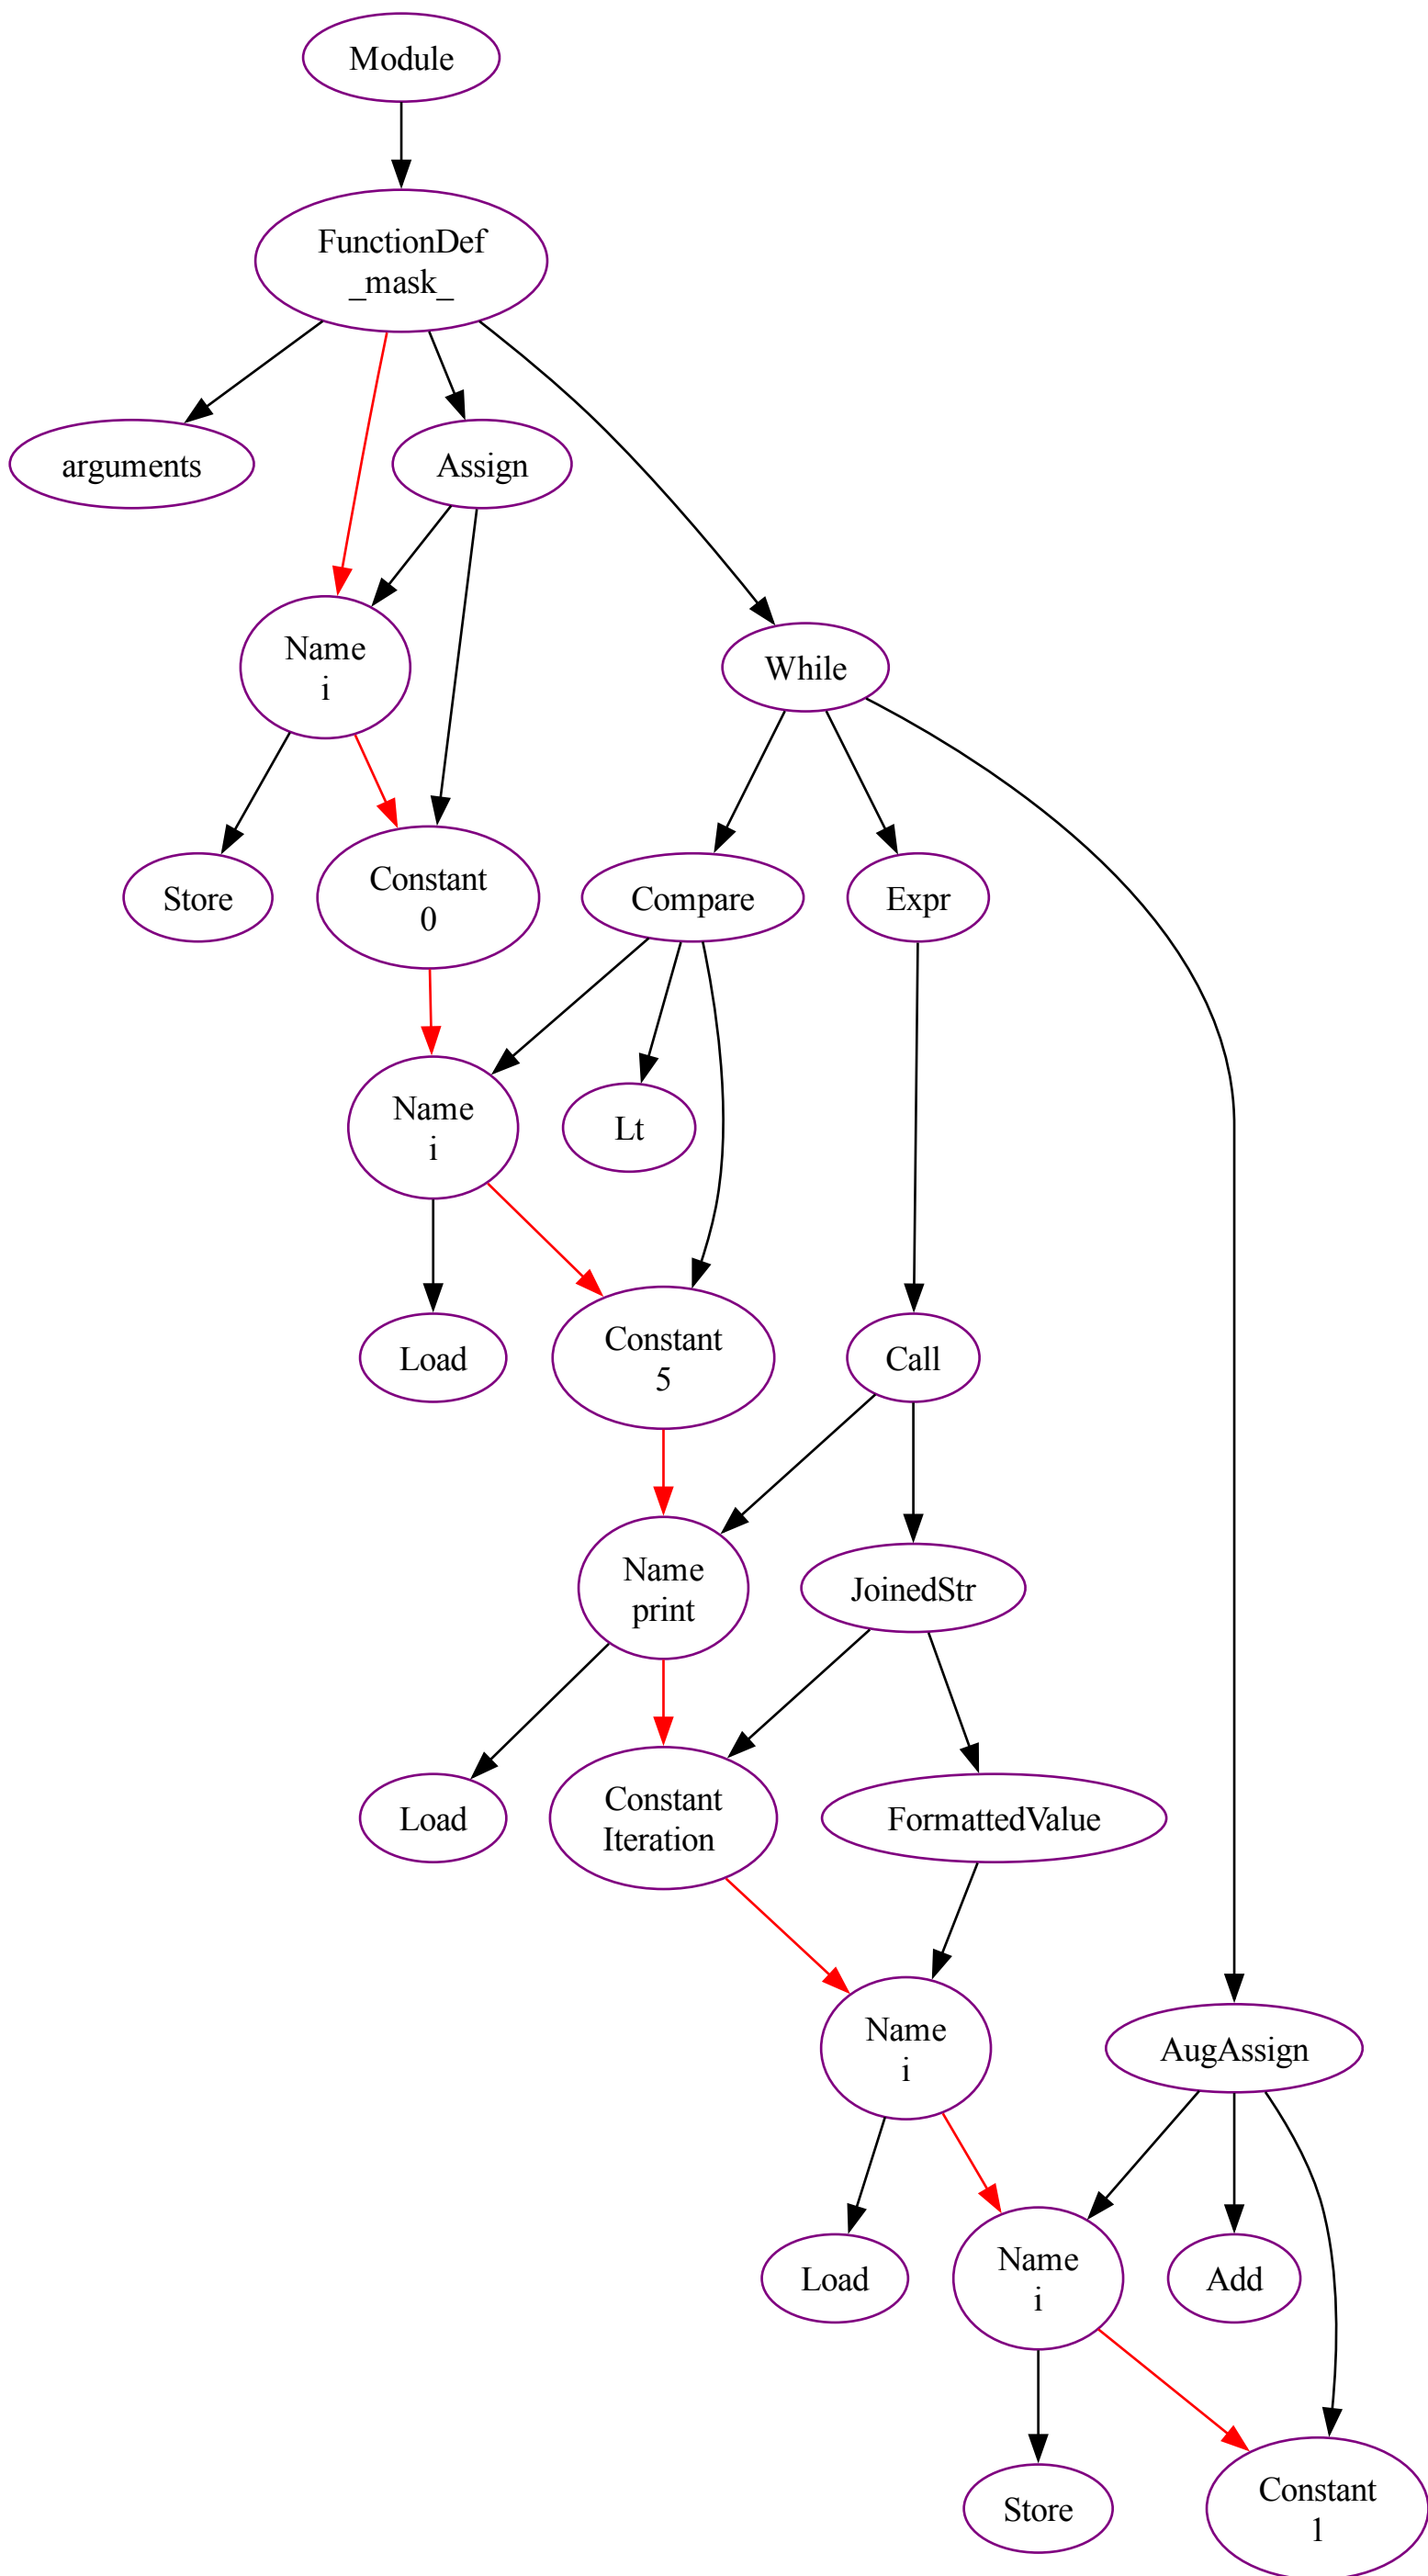 Module
FunctionDef
_mask_
arguments
Assign
Name
i
While
Store
Constant
0
Compare
Expr
Name
i
Lt
Load
Constant
5
Call
Name
print
JoinedStr
Load
Constant
Iteration
FormattedValue
Name
i
AugAssign
Load
Name
i
Add
Store
Constant
1